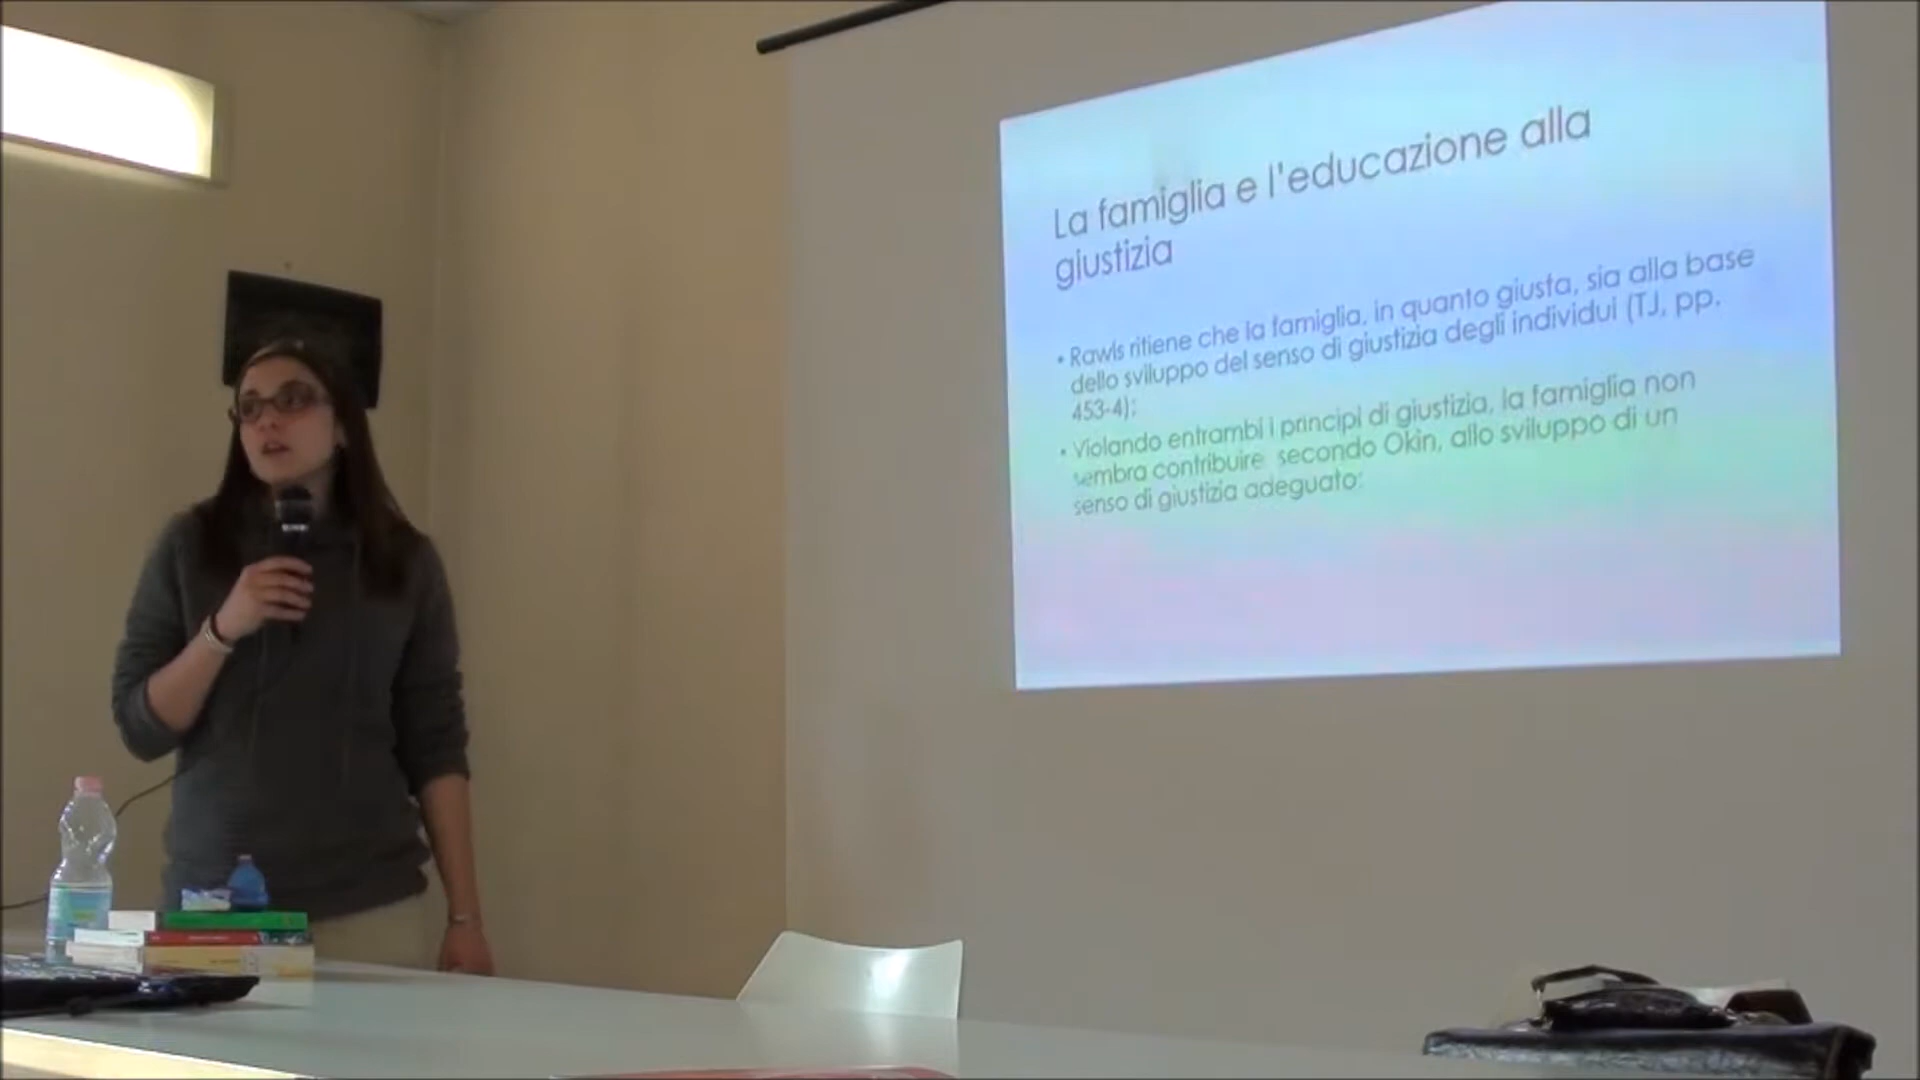 La famiglia e l'educazione alla
giustizia
• Rawls ritiene che la famiglia, in quanto giusta, sia alla base
dello sviluppo del senso di giustizia degli individui (TJ, pp.
453-4);
• Violando entrambi i principi di giustizia, la famiglia non
sembra contribuire, secondo Okin, allo sviluppo di un
senso di giustizia adeguato: